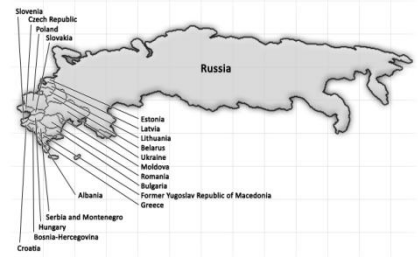 Slovenia
Czech Republic
Poland
Slovakia
Russia
Estonia
Latvia
Lithuania
Belarus
Ukraine
Moldova
Romania
Bulgaria
Former Yugoslav Republic of Macedonia
Greece
Albania
Serbia and Montenegro
Hungary
Bosnia-Hercegovina
Croatia